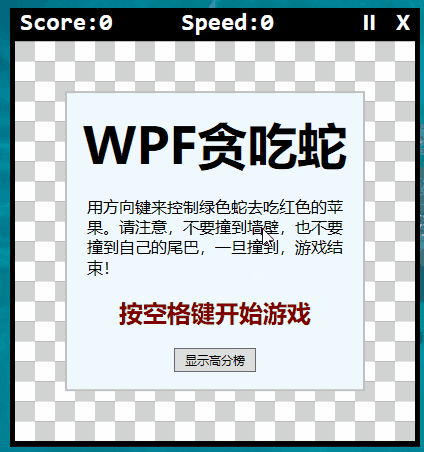 Score:0 Speed:0 II X
WPF贪吃蛇
用方向键来控制绿色蛇去吃红色的苹
果。请注意，不要撞到墙壁，也不要
撞到自己的尾巴，一旦撞到，游戏结
束！
按空格键开始游戏
显示高分榜